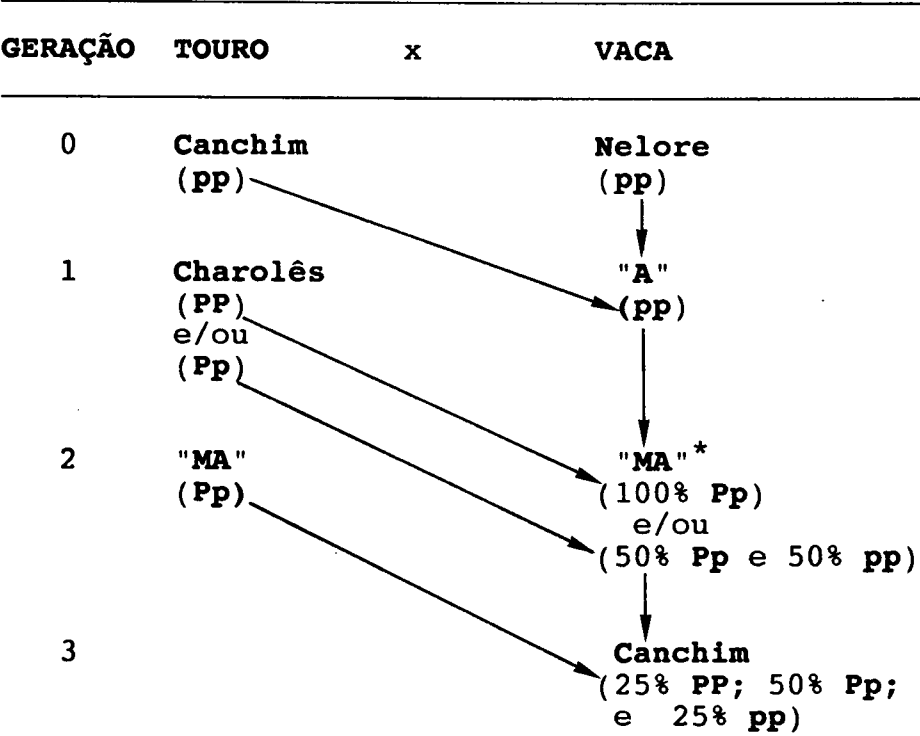 GERAÇÃO TOURO x VACA
0 Canchim Nelore
(pp) (pp)
1 Charolês "A"
(PP) (pp)
e/ou
(Pp)
2 "MA" "MA"*
(Pp) (100% Pp)
e/ou
(50% Pp e 50% pp)
3 Canchim
(25% PP; 50% Pp;
e 25% pp)